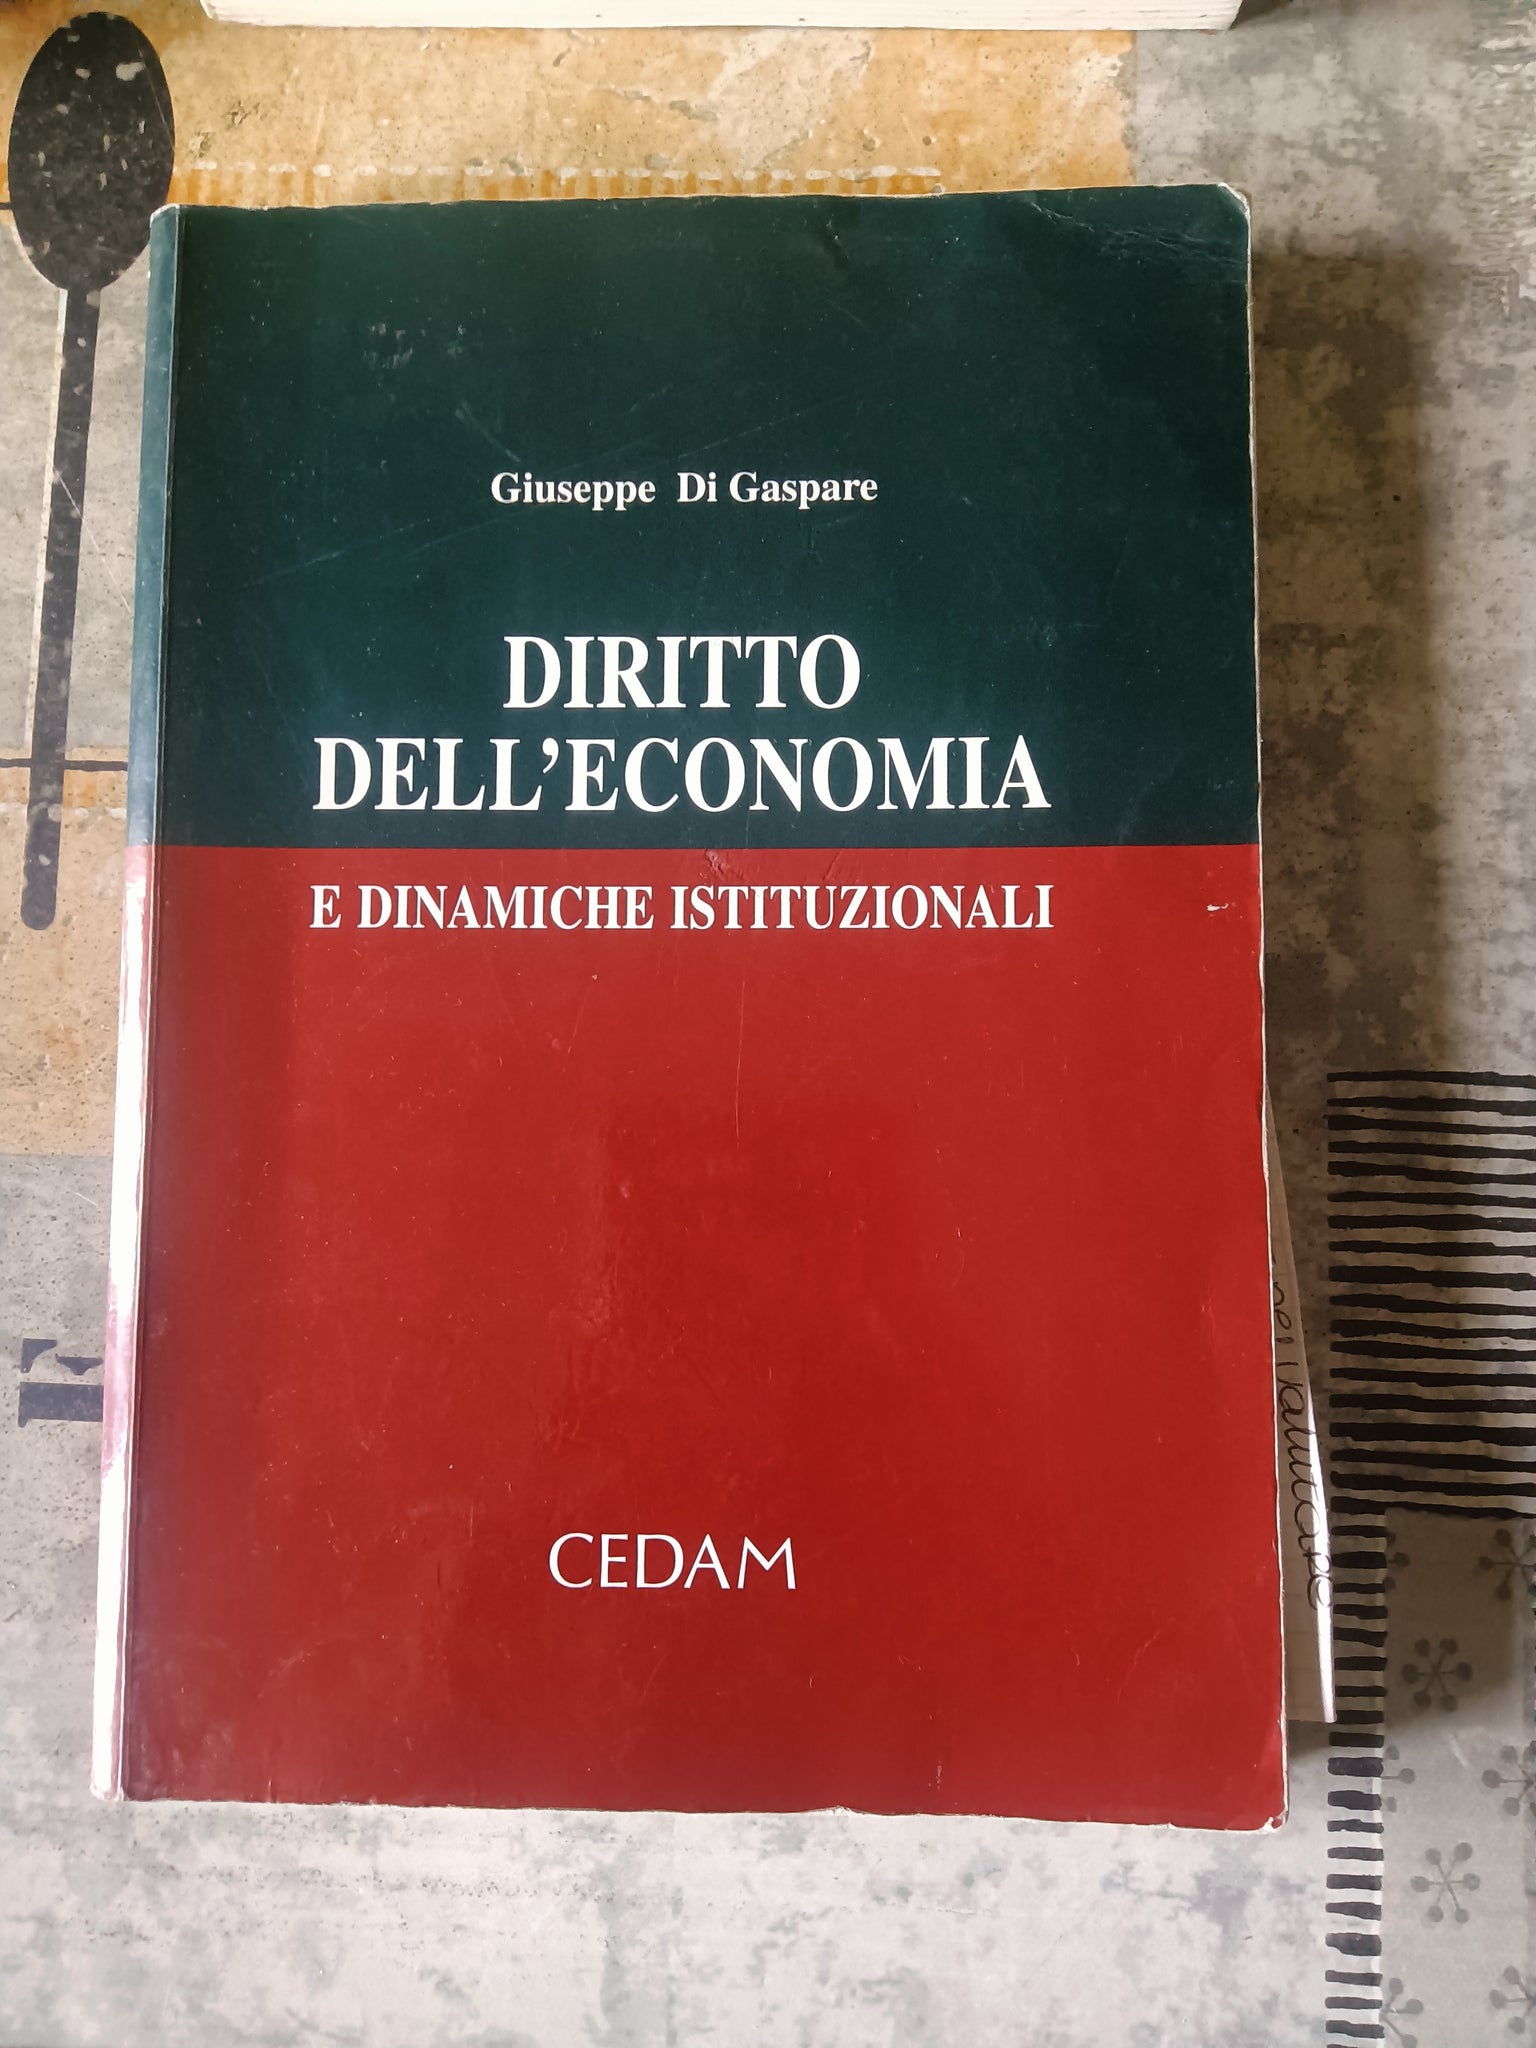 Giuseppe Di Gaspare
DIRITTO
DELL'ECONOMIA
E DINAMICHE ISTITUZIONALI
CEDAM